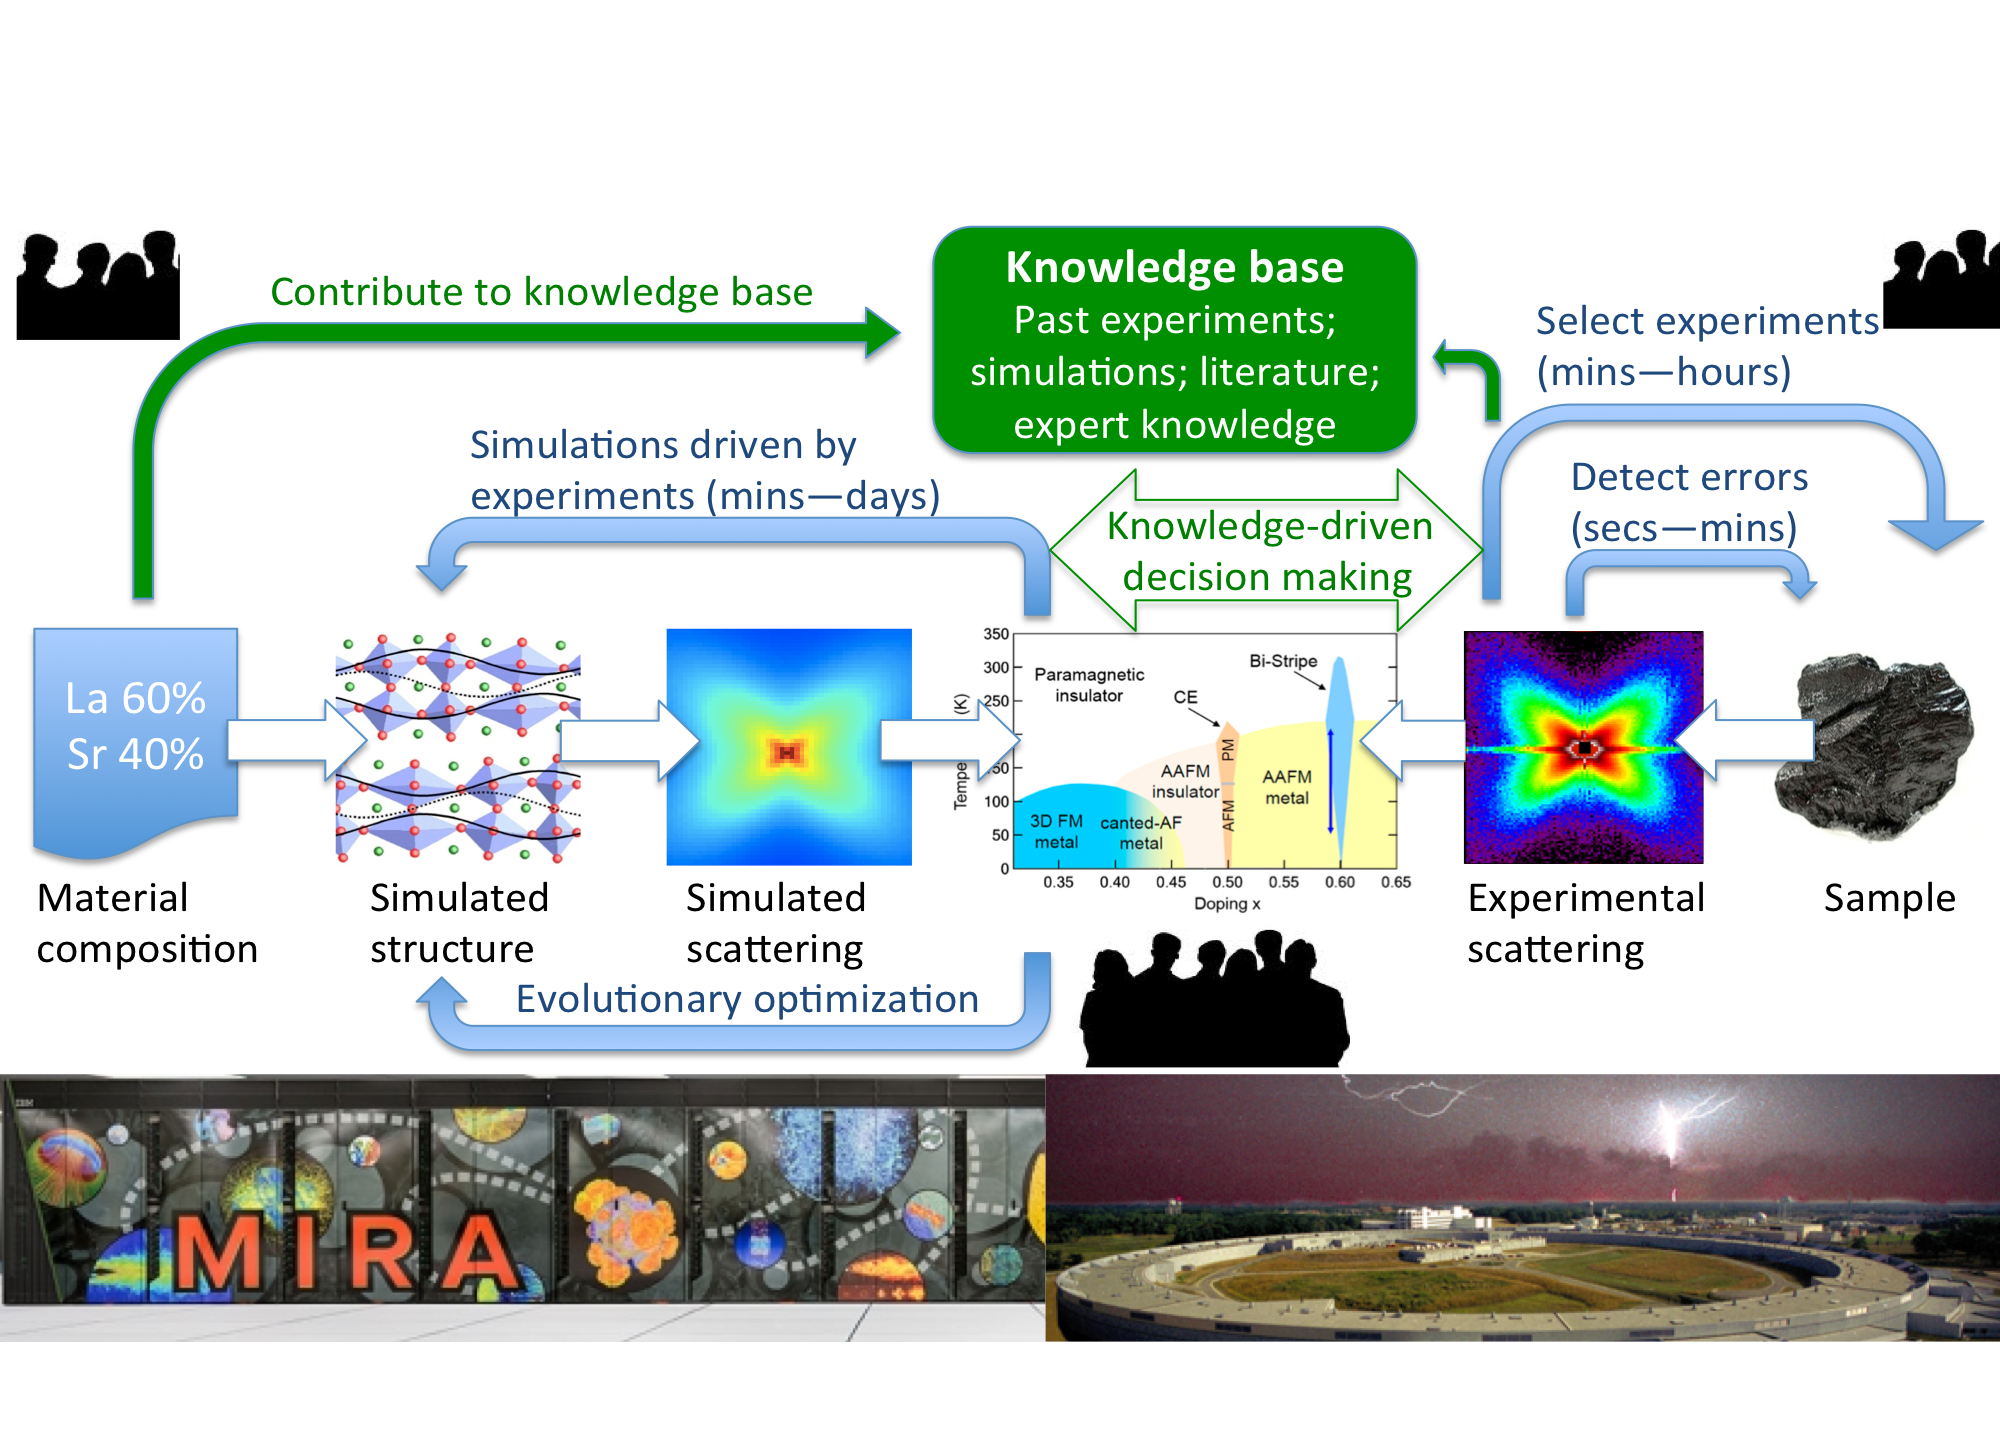 Contribute to knowledge base
Knowledge base
Past experiments;
simulations; literature;
expert knowledge
Select experiments
(mins—hours)
Simulations driven by
experiments (mins—days)
Detect errors
(secs—mins)
Knowledge-driven
decision making
La 60%
Sr 40%
350
300
250
150
100
50
0
(K)
Tempe
Paramagnetic
insulator
Bi-Stripe
CE
PM
AFM
AAFM
insulator
AAFM
metal
3D FM
metal
canted-AF
metal
0.35 0.40 0.45 0.50 0.55 0.60 0.65
Doping x
Material
composition
Simulated
structure
Simulated
scattering
Experimental
scattering
Sample
Evolutionary optimization
IBM
MIRA